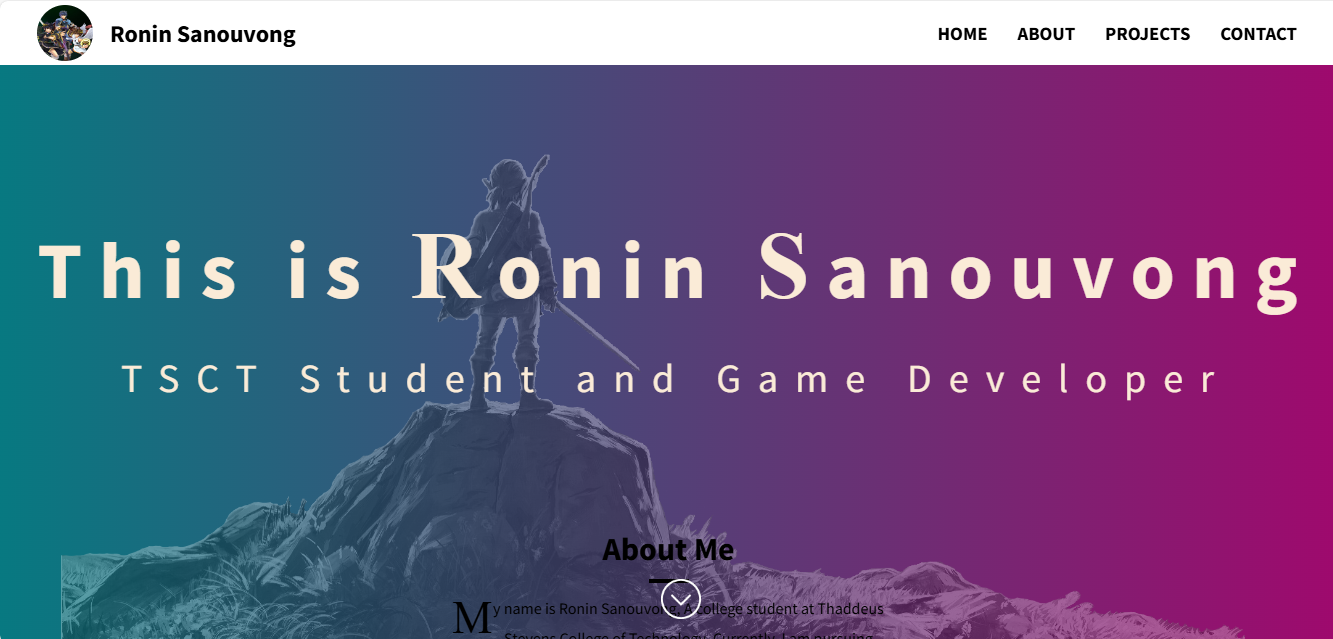 Ronin Sanouvong
HOME ABOUT PROJECTS CONTACT
This is Ronin Sanouvong
TSCT Student and Game Developer
About Me
My name is Ronin Sanouvong. A college student at Thaddeus
Stevens College of Technology. Currently, I am pursuing